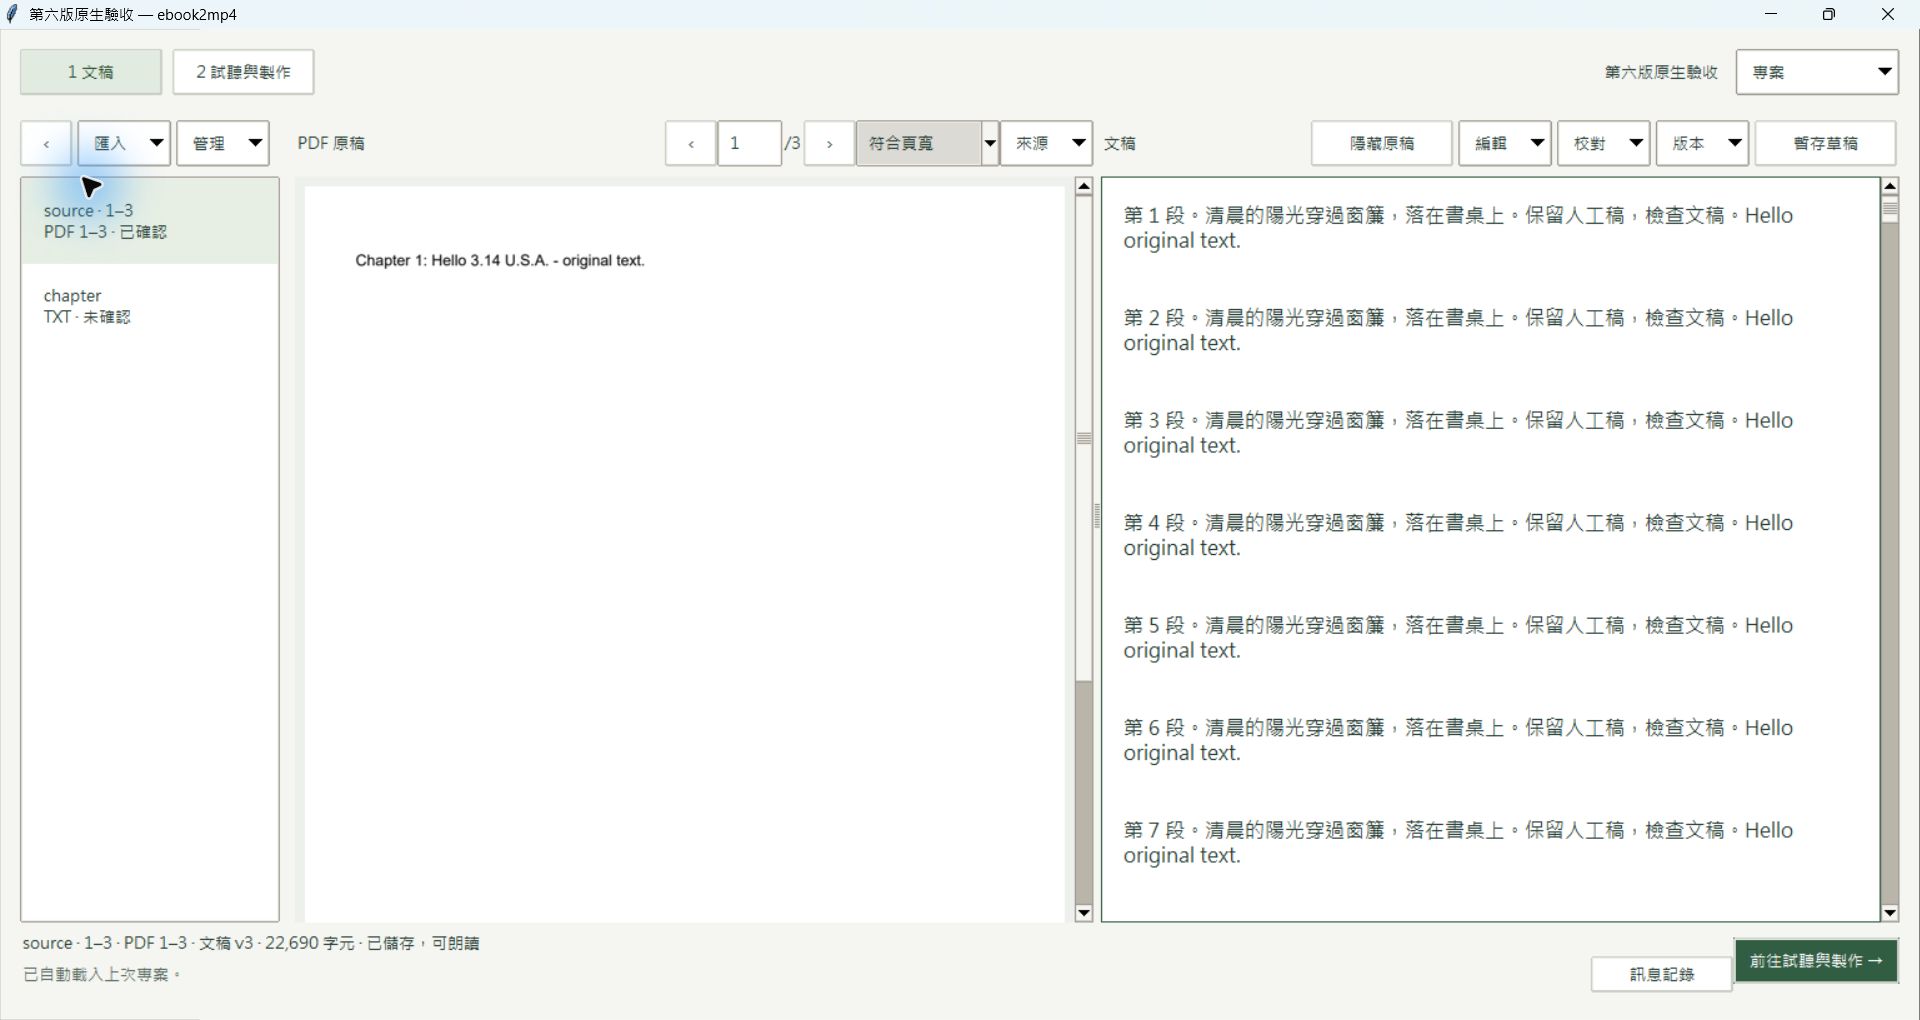 第六版原生驗收 — ebook2mp4
1 文稿
2 試聽與製作
第六版原生驗收
專案
‹
匯入
管理
PDF 原稿
‹
1
/3
›
符合頁寬
來源
文稿
隱藏原稿
編輯
校對
版本
暫存草稿
source · 1–3
PDF 1–3 · 已確認
chapter
TXT · 未確認
Chapter 1: Hello 3.14 U.S.A. - original text.
第 1 段。清晨的陽光穿過窗簾，落在書桌上。保留人工稿，檢查文稿。Hello
original text.
第 2 段。清晨的陽光穿過窗簾，落在書桌上。保留人工稿，檢查文稿。Hello
original text.
第 3 段。清晨的陽光穿過窗簾，落在書桌上。保留人工稿，檢查文稿。Hello
original text.
第 4 段。清晨的陽光穿過窗簾，落在書桌上。保留人工稿，檢查文稿。Hello
original text.
第 5 段。清晨的陽光穿過窗簾，落在書桌上。保留人工稿，檢查文稿。Hello
original text.
第 6 段。清晨的陽光穿過窗簾，落在書桌上。保留人工稿，檢查文稿。Hello
original text.
第 7 段。清晨的陽光穿過窗簾，落在書桌上。保留人工稿，檢查文稿。Hello
original text.
source · 1–3 · PDF 1–3 · 文稿 v3 · 22,690 字元 · 已儲存，可朗讀
已自動載入上次專案。
訊息記錄
前往試聽與製作 →